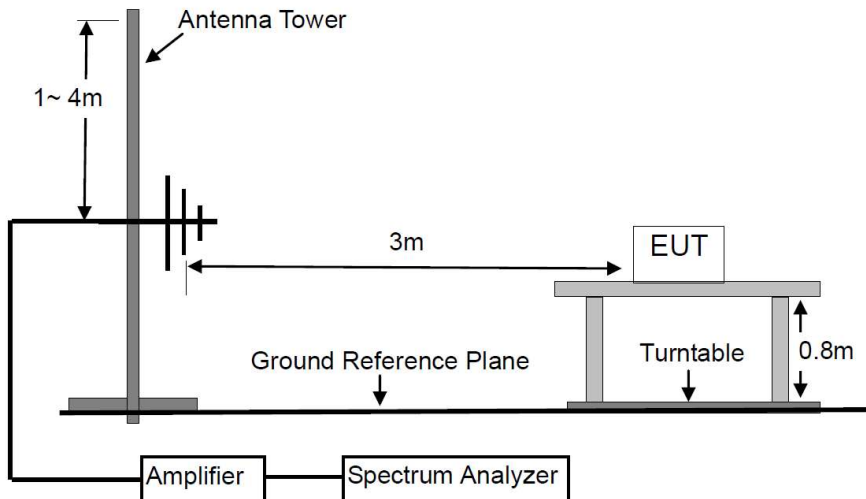 Antenna Tower
1~ 4m
3m
EUT
Ground Reference Plane
Turntable
0.8m
Amplifier
Spectrum Analyzer